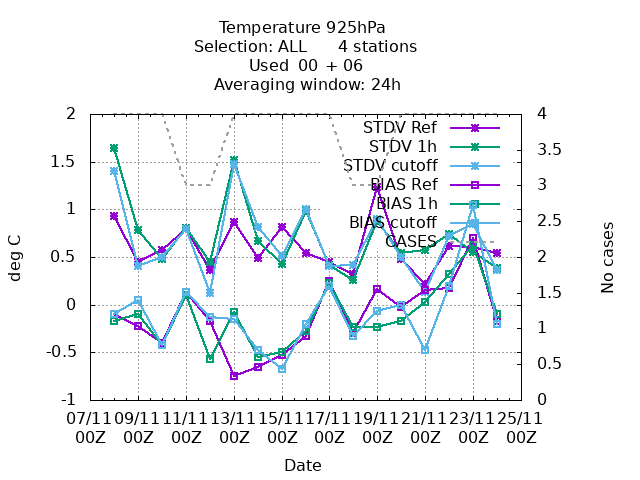 Temperature 925hPa
Selection: ALL 4 stations
Used 00 + 06
Averaging window: 24h
STDV Ref
STDV 1h
STDV cutoff
BIAS Ref
BIAS 1h
BIAS cutoff
CASES
deg C
2
1.5
1
0.5
0
-0.5
-1
No cases
4
3.5
3
2.5
2
1.5
1
0.5
0
07/11 09/11 11/11 13/11 15/11 17/11 19/11 21/11 23/11 25/11
00Z 00Z 00Z 00Z 00Z 00Z 00Z 00Z 00Z 00Z
Date